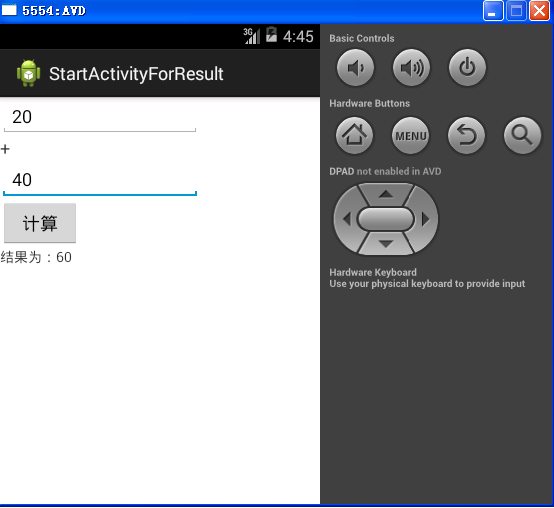 5554:AVD
3G 4:45
StartActivityForResult
20
+
40
计算
结果为：60
Basic Controls
Hardware Buttons
MENU
DPAD not enabled in AVD
Hardware Keyboard
Use your physical keyboard to provide input